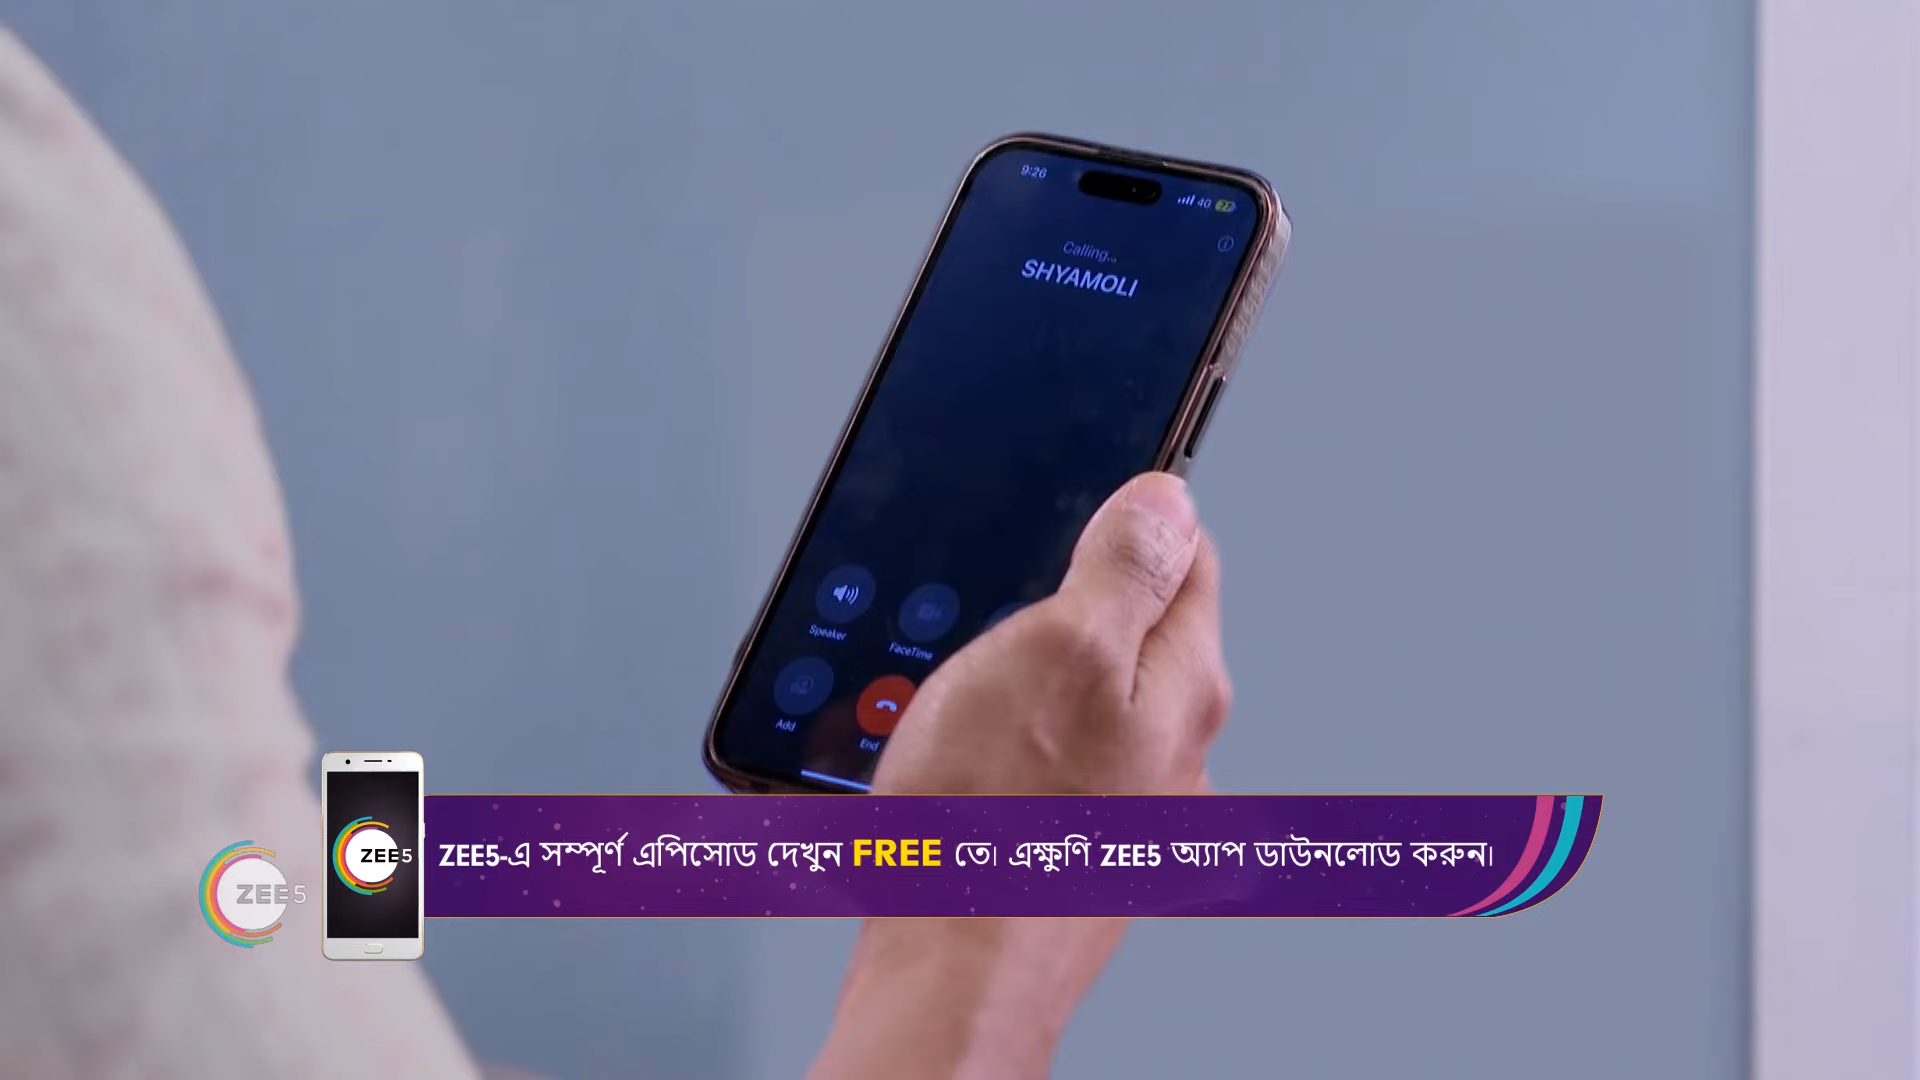 9:26
4G 27
Calling...
SHYAMOLI
Speaker
FaceTime
Add
End
ZEE5
ZEE5
ZEE5-এ সম্পূর্ণ এপিসোড দেখুন FREE তে। এক্ষুণি ZEE5 অ্যাপ ডাউনলোড করুন।